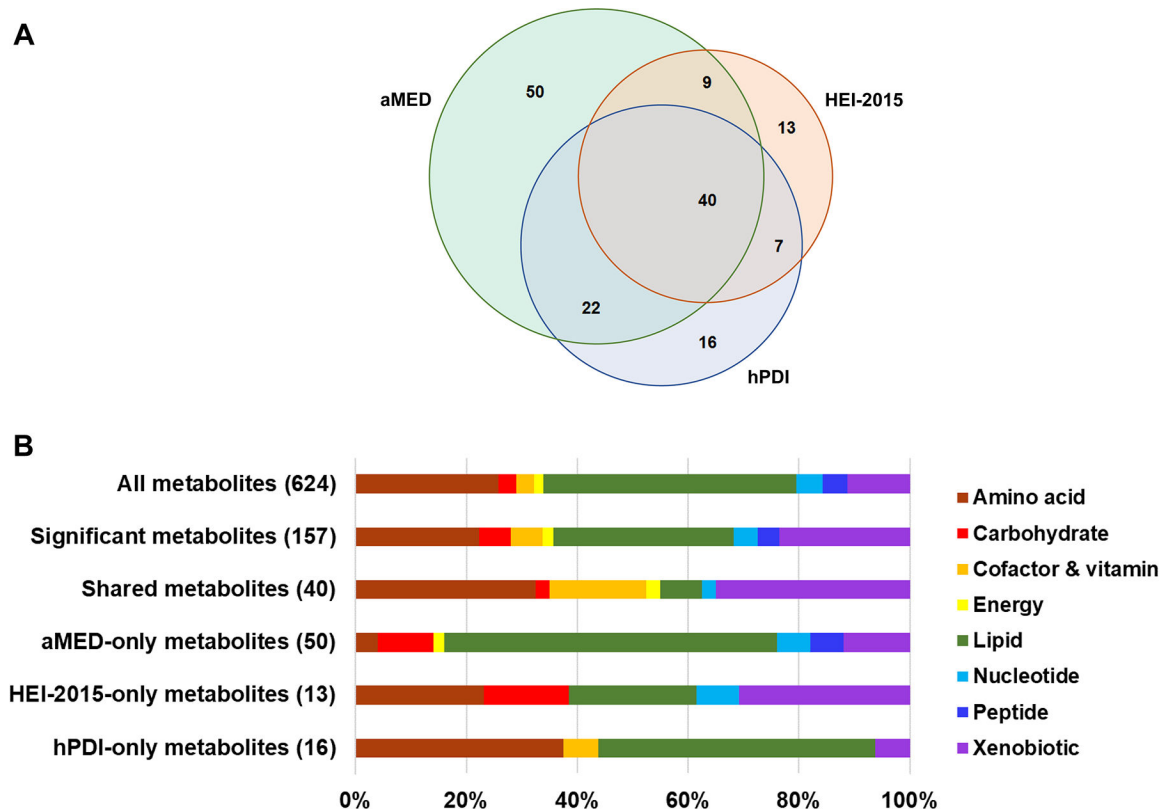 A
aMED
50
9
HEI-2015
13
40
7
22
16
hPDI
B
All metabolites (624)
Significant metabolites (157)
Shared metabolites (40)
aMED-only metabolites (50)
HEI-2015-only metabolites (13)
hPDI-only metabolites (16)
0%
20%
40%
60%
80%
100%
Amino acid
Carbohydrate
Cofactor & vitamin
Energy
Lipid
Nucleotide
Peptide
Xenobiotic